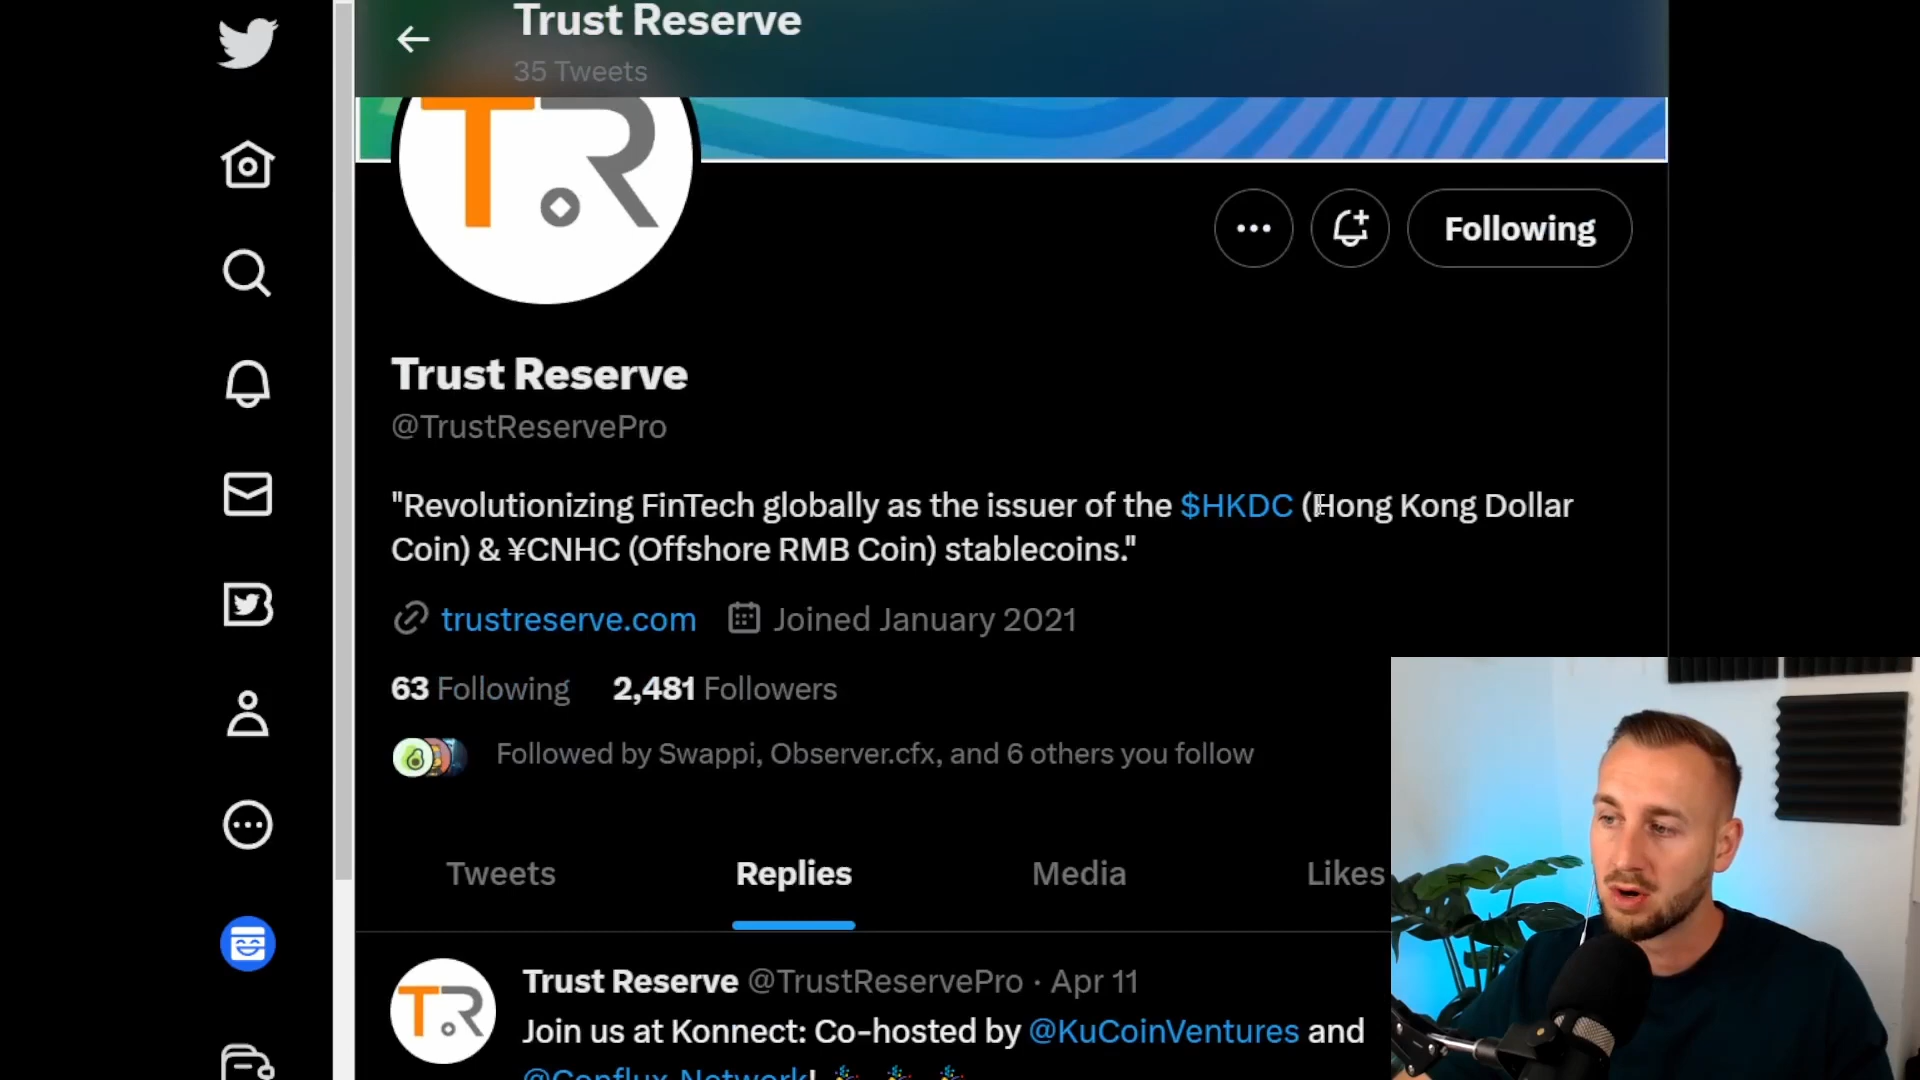 Trust Reserve
35 Tweets
TR
Following
Trust Reserve
@TrustReservePro
"Revolutionizing FinTech globally as the issuer of the $HKDC (Hong Kong Dollar
Coin) & ¥CNHC (Offshore RMB Coin) stablecoins."
trustreserve.com Joined January 2021
63 Following 2,481 Followers
Followed by Swappi, Observer.cfx, and 6 others you follow
Tweets Replies Media Likes
TR
Trust Reserve @TrustReservePro · Apr 11
Join us at Konnect: Co-hosted by @KuCoinVentures and
@Conflux_Network!